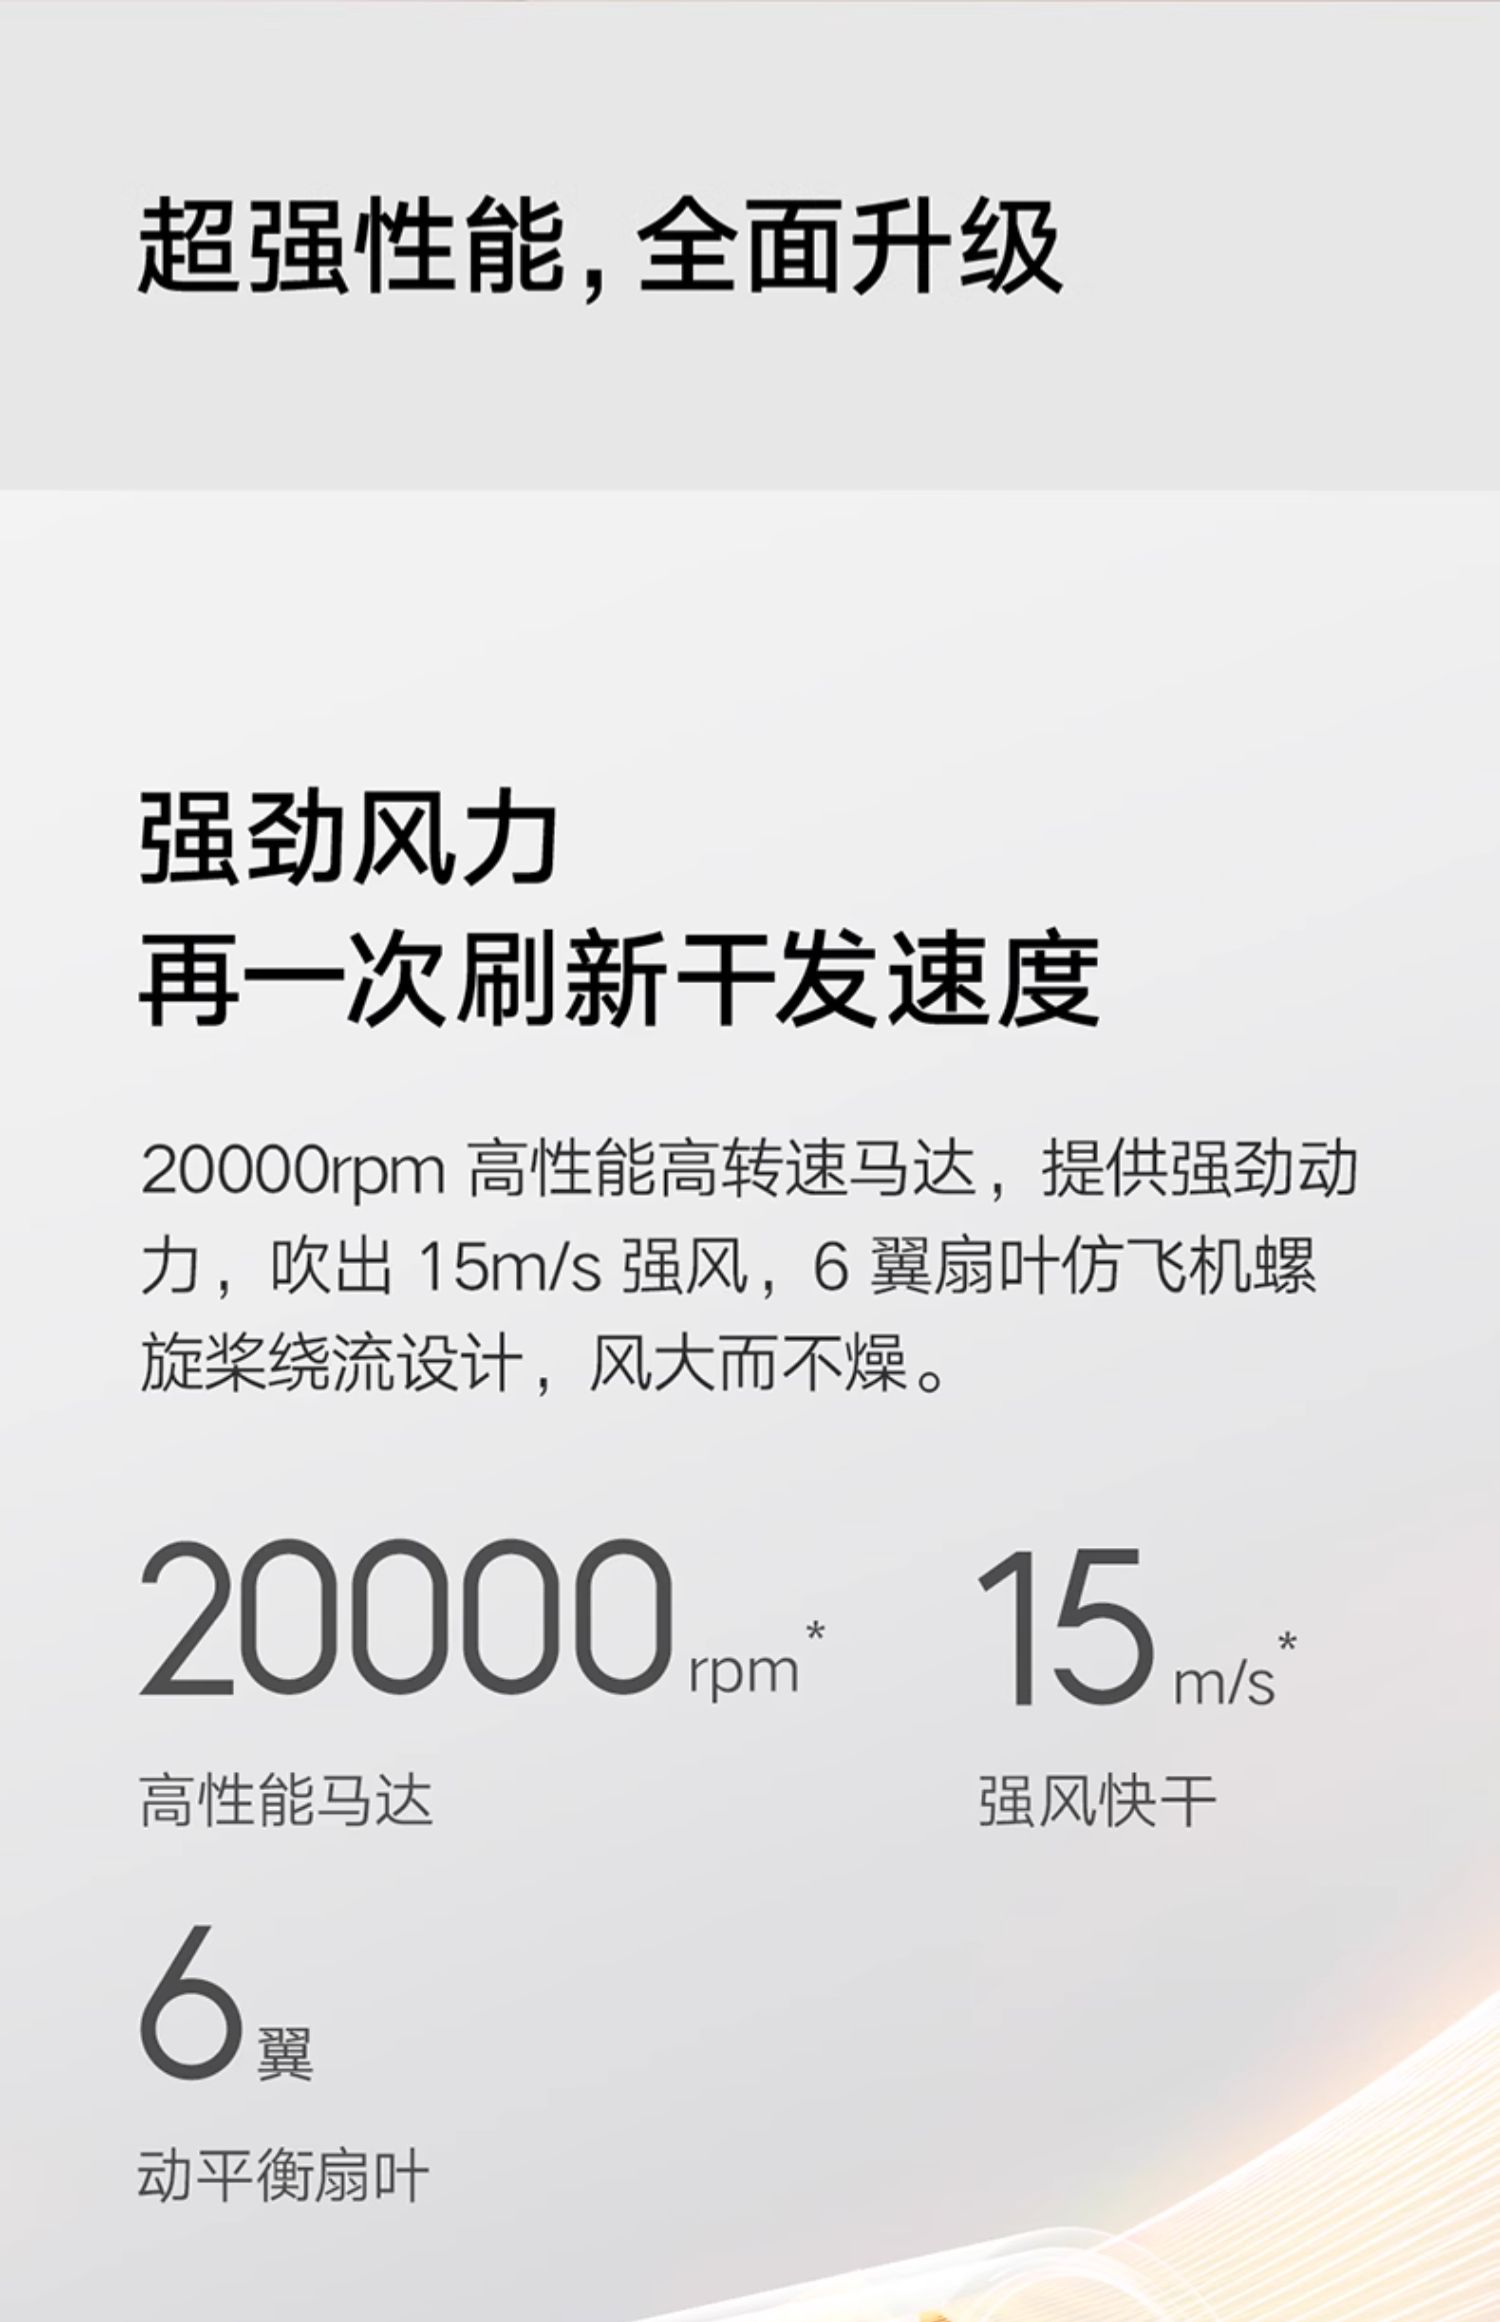 超强性能，全面升级
强劲风力
再一次刷新干发速度
20000rpm 高性能高转速马达，提供强劲动
力，吹出 15m/s 强风，6 翼扇叶仿飞机螺
旋桨绕流设计，风大而不燥。
20000 rpm*
15 m/s*
高性能马达
强风快干
6 翼
动平衡扇叶